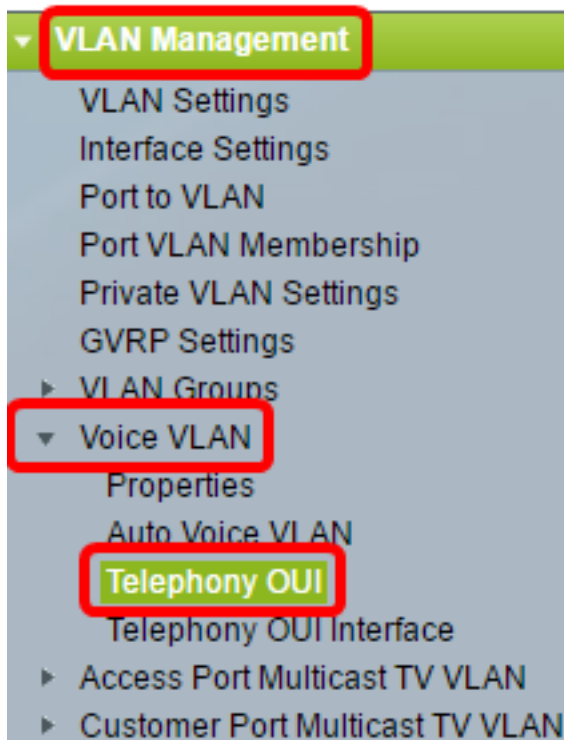 VLAN Management
VLAN Settings
Interface Settings
Port to VLAN
Port VLAN Membership
Private VLAN Settings
GVRP Settings
VLAN Groups
Voice VLAN
Properties
Auto Voice VLAN
Telephony OUI
Telephony OUI Interface
Access Port Multicast TV VLAN
Customer Port Multicast TV VLAN